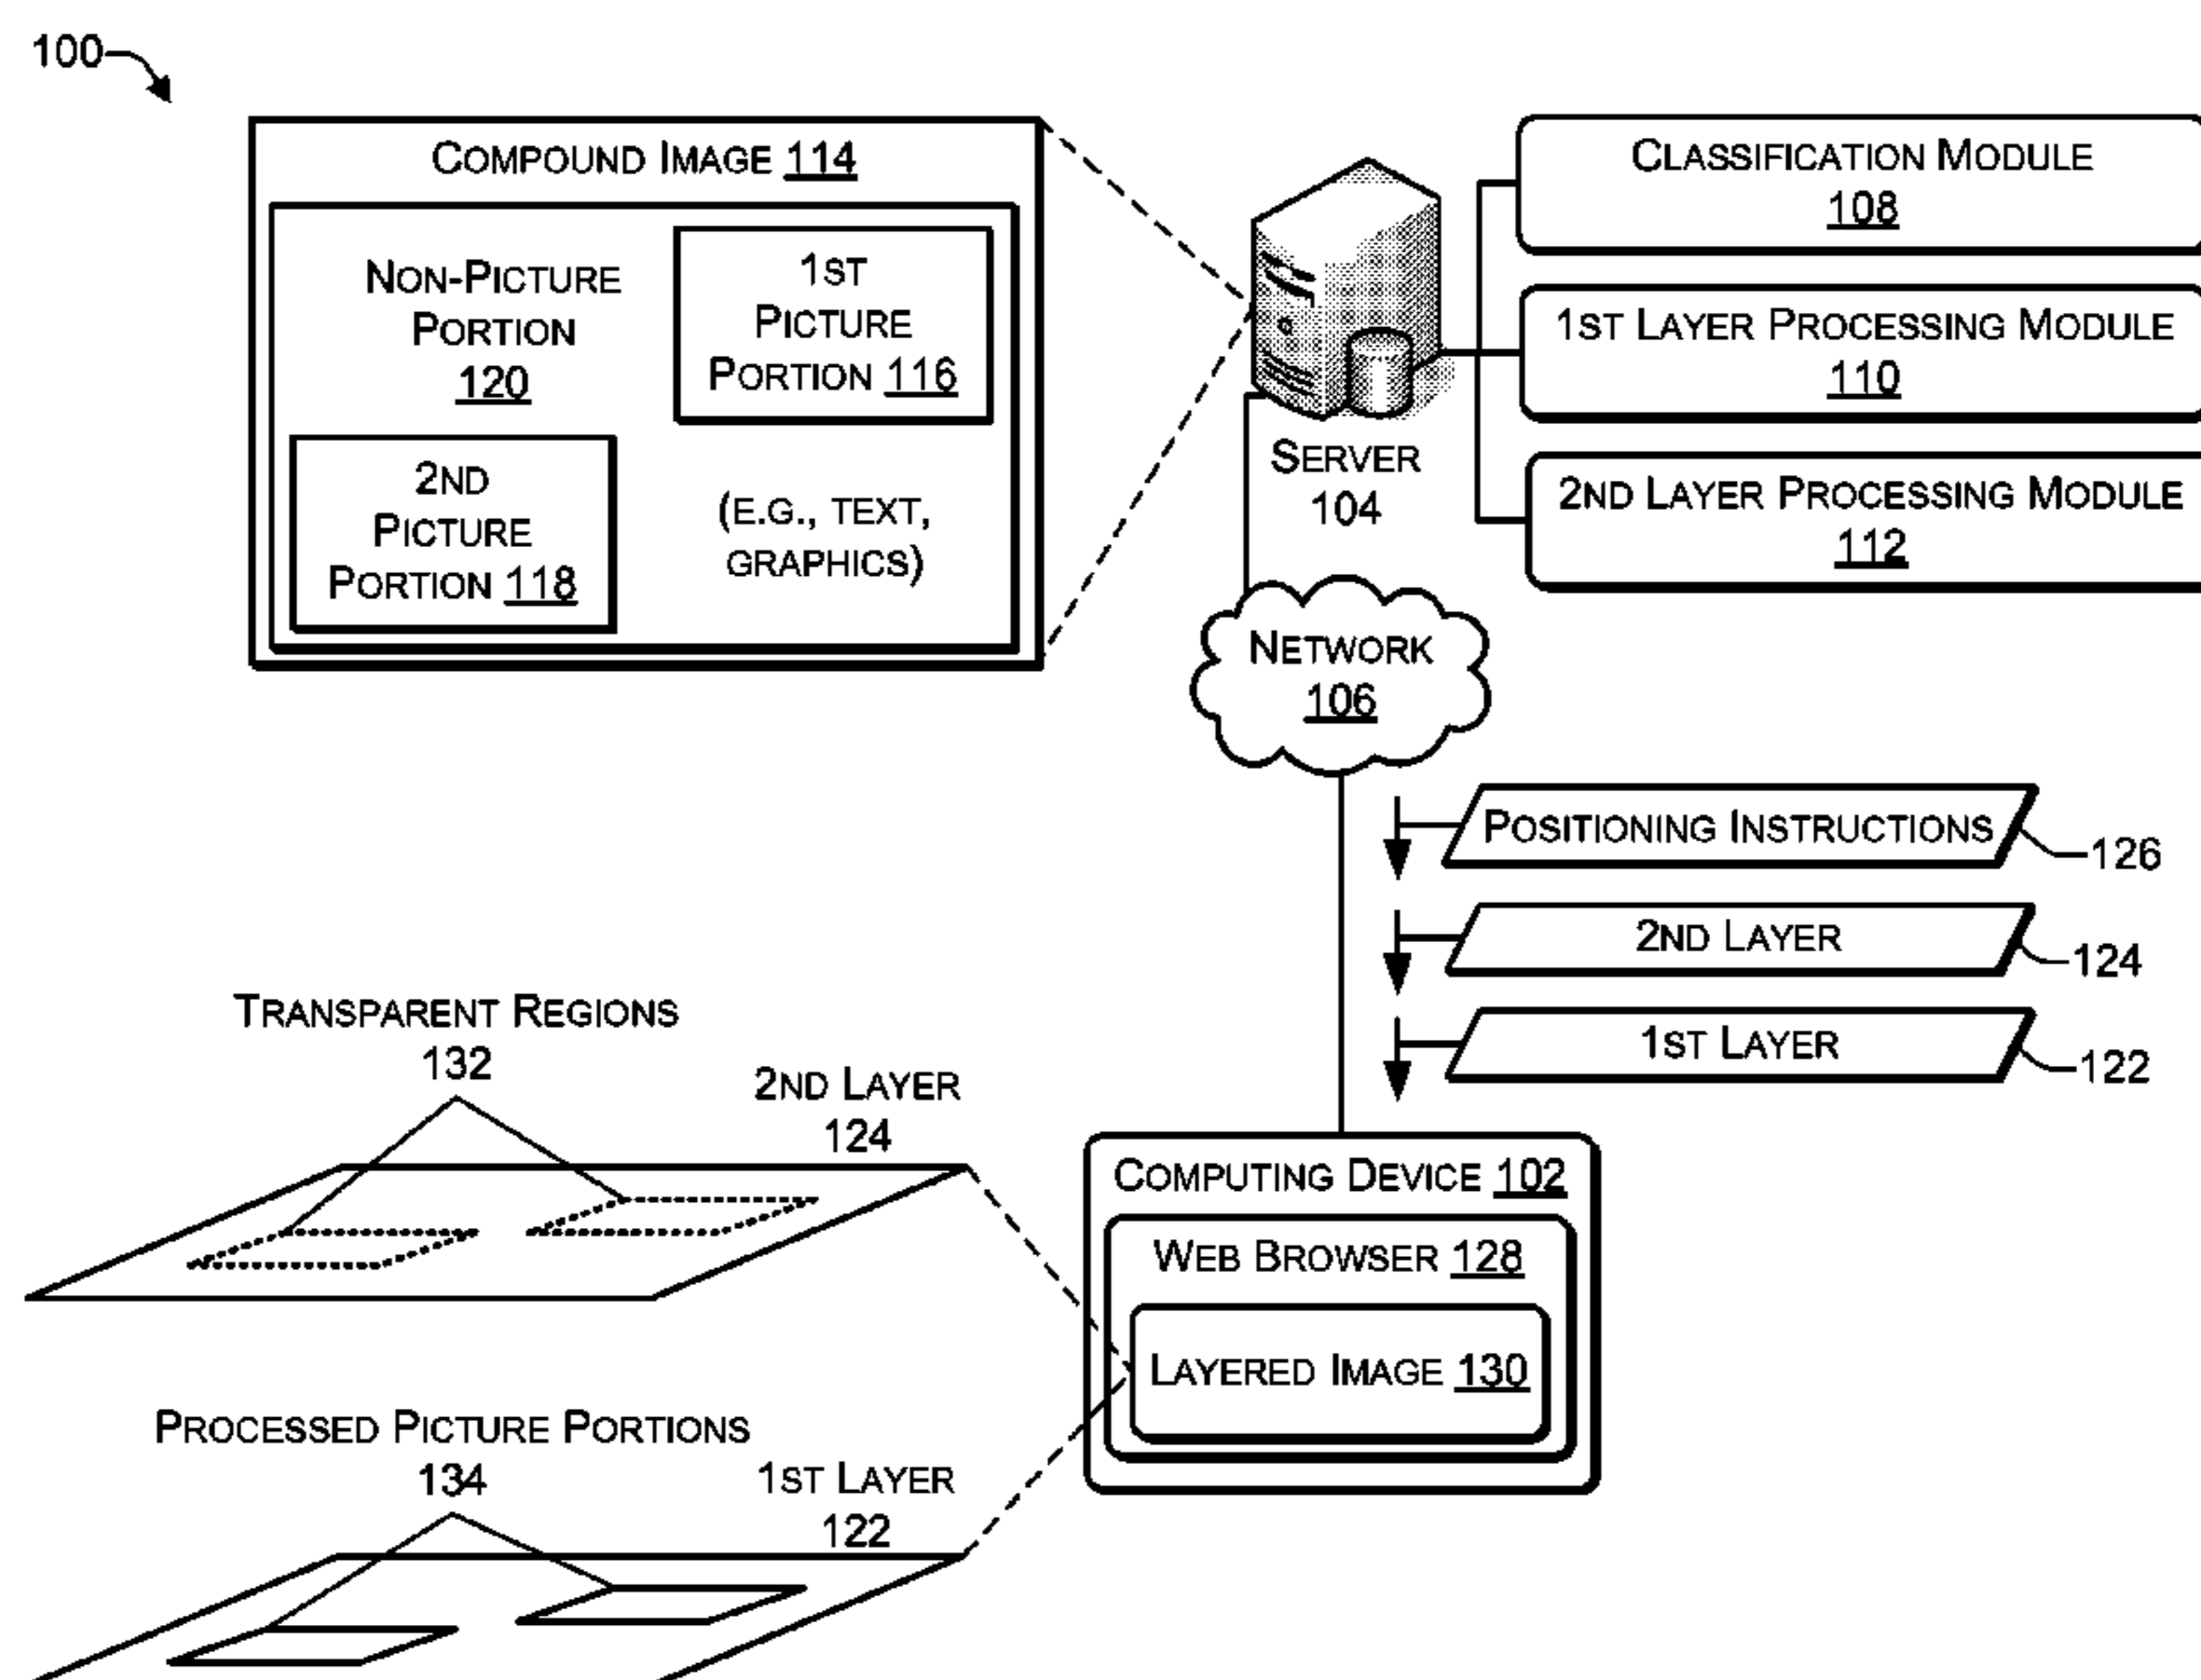 100
COMPOUND IMAGE 114
NON-PICTURE
PORTION
120
1ST
PICTURE
PORTION 116
2ND
PICTURE
PORTION 118
(E.G., TEXT,
GRAPHICS)
SERVER
104
CLASSIFICATION MODULE
108
1ST LAYER PROCESSING MODULE
110
2ND LAYER PROCESSING MODULE
112
NETWORK
106
POSITIONING INSTRUCTIONS
126
2ND LAYER
124
1ST LAYER
122
TRANSPARENT REGIONS
132
2ND LAYER
124
COMPUTING DEVICE 102
WEB BROWSER 128
LAYERED IMAGE 130
PROCESSED PICTURE PORTIONS
134
1ST LAYER
122